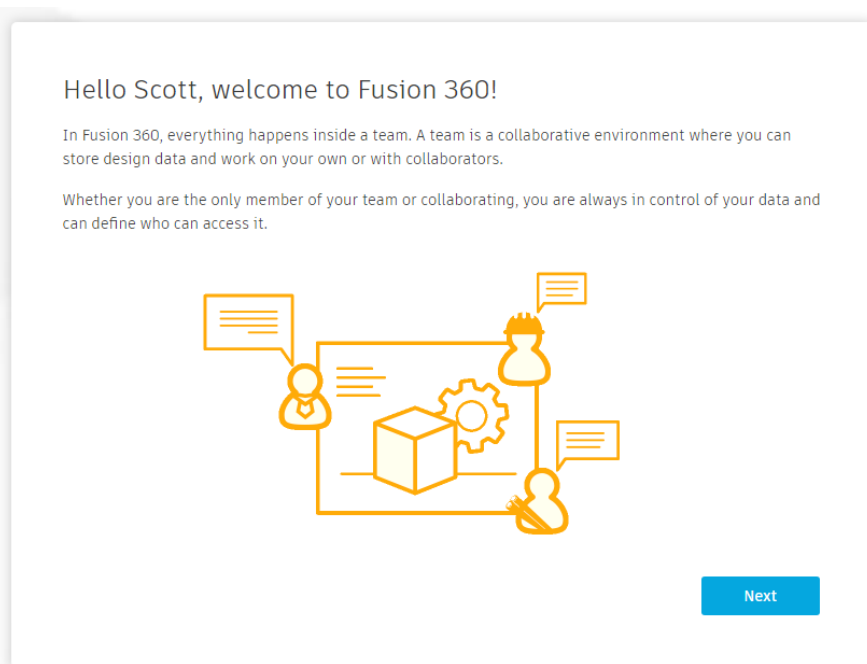 Hello Scott, welcome to Fusion 360!
In Fusion 360, everything happens inside a team. A team is a collaborative environment where you can
store design data and work on your own or with collaborators.
Whether you are the only member of your team or collaborating, you are always in control of your data and
can define who can access it.
Next